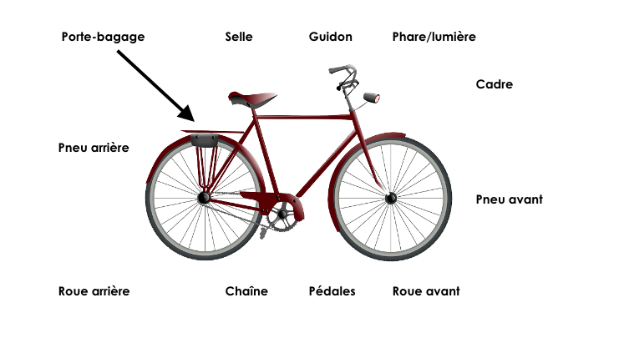 Porte-bagage
Selle
Guidon
Phare/lumière
Cadre
Pneu arrière
Pneu avant
Roue arrière
Chaîne
Pédales
Roue avant